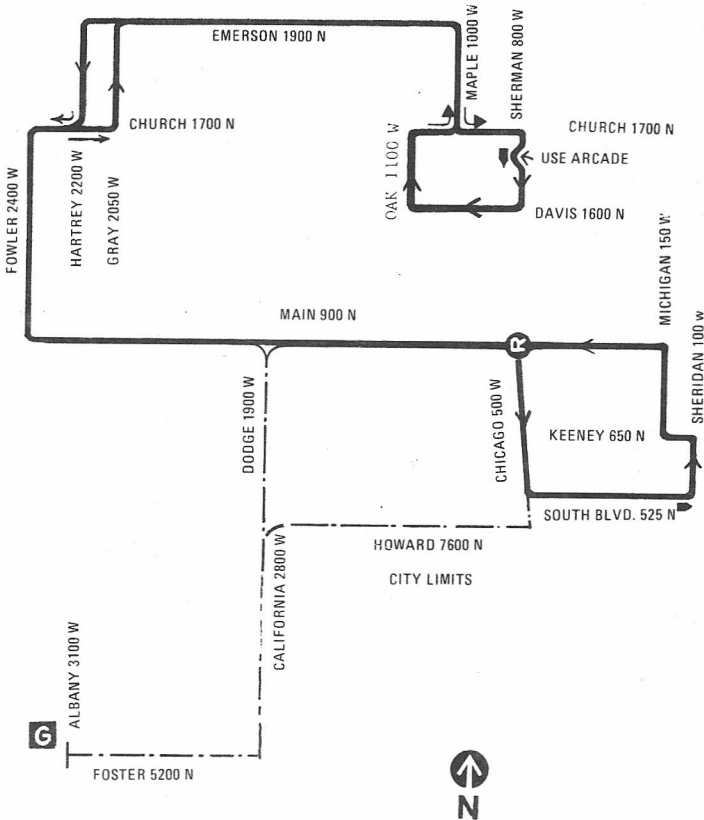 EMERSON 1900 N
MAPLE 1000 W
SHERMAN 800 W
CHURCH 1700 N
CHURCH 1700 N
USE ARCADE
OAK 1100 W
DAVIS 1600 N
FOWLER 2400 W
HARTREY 2200 W
GRAY 2050 W
MAIN 900 N
MICHIGAN 150 W
R
SHERIDAN 100 W
DODGE 1900 W
CHICAGO 500 W
KEENEY 650 N
SOUTH BLVD. 525 N
HOWARD 7600 N
CITY LIMITS
CALIFORNIA 2800 W
ALBANY 3100 W
G
FOSTER 5200 N
N